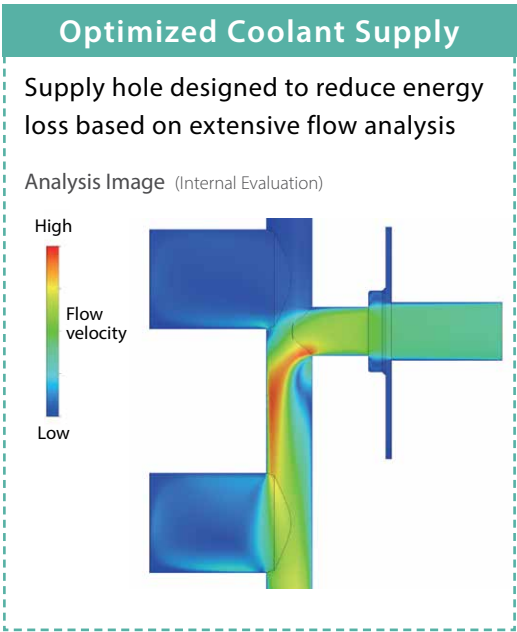 Optimized Coolant Supply
Supply hole designed to reduce energy
loss based on extensive flow analysis
Analysis Image (Internal Evaluation)
High
Flow
velocity
Low